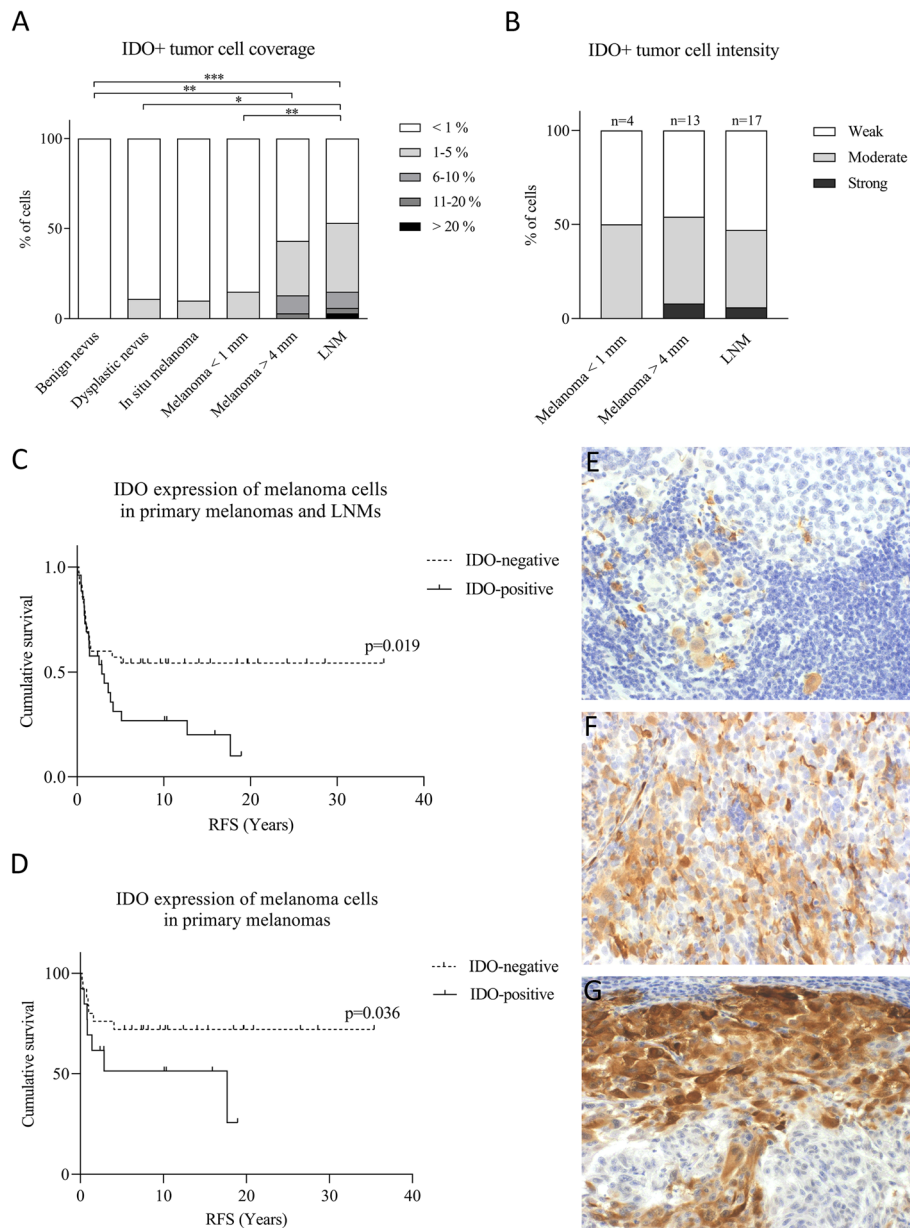 A
IDO+ tumor cell coverage
***
**
*
**
100
50
0
% of cells
Benign nevus
Dysplastic nevus
In situ melanoma
Melanoma < 1 mm
Melanoma > 4 mm
LNM
< 1 %
1-5 %
6-10 %
11-20 %
> 20 %
B
IDO+ tumor cell intensity
n=4
n=13
n=17
100
50
0
% of cells
Melanoma < 1 mm
Melanoma > 4 mm
LNM
Weak
Moderate
Strong
C
IDO expression of melanoma cells
in primary melanomas and LNMs
IDO-negative
IDO-positive
p=0.019
1.0
0.5
0.0
Cumulative survival
0
10
20
30
40
RFS (Years)
D
IDO expression of melanoma cells
in primary melanomas
IDO-negative
IDO-positive
p=0.036
100
50
0
Cumulative survival
0
10
20
30
40
RFS (Years)
E
F
G